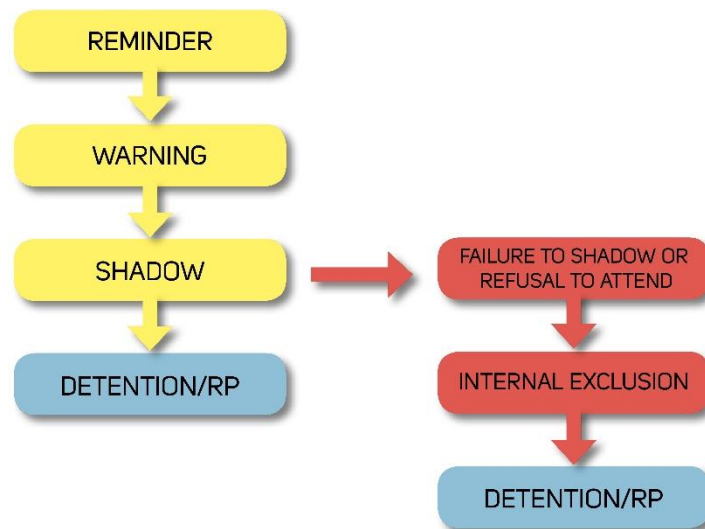 REMINDER
WARNING
SHADOW
DETENTION/RP
FAILURE TO SHADOW OR
REFUSAL TO ATTEND
INTERNAL EXCLUSION
DETENTION/RP